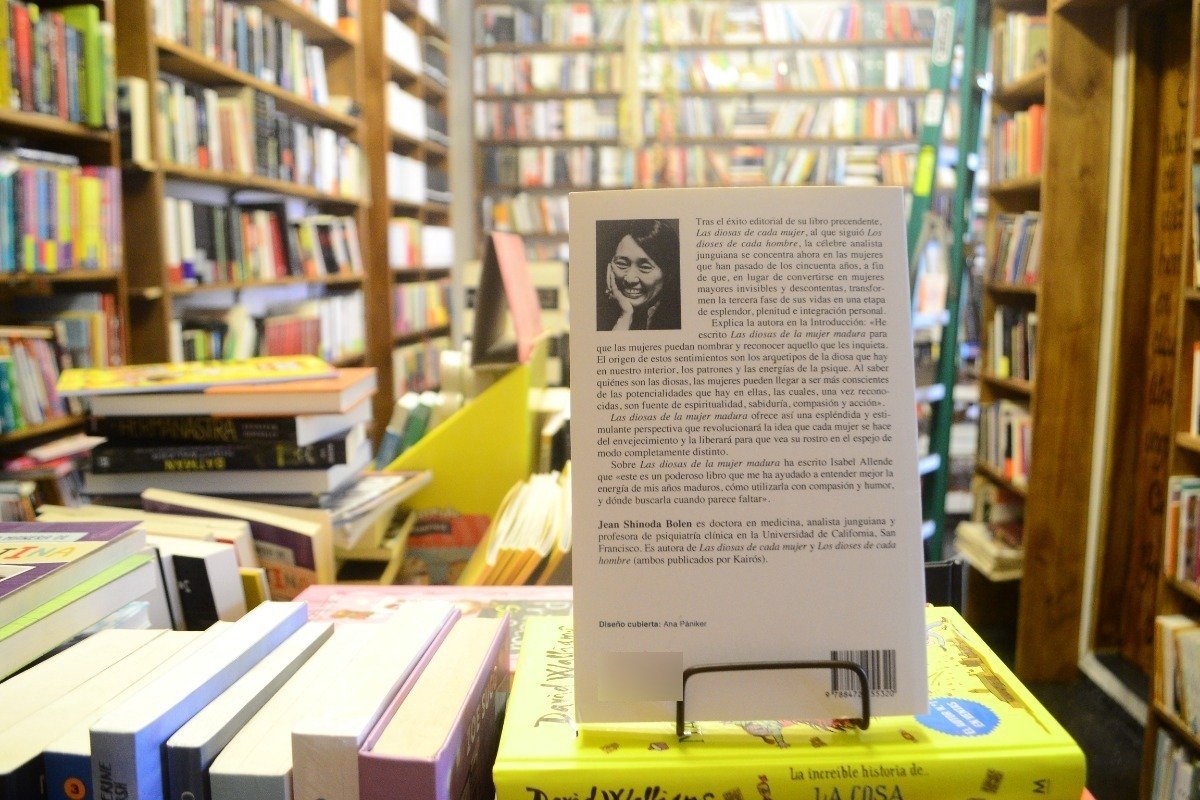 Tras el éxito editorial de su libro precendente,
Las diosas de cada mujer, al que siguió Los
dioses de cada hombre, la célebre analista
junguiana se concentra ahora en las mujeres
que han pasado de los cincuenta años, a fin
de que, en lugar de convertirse en mujeres
mayores invisibles y descontentas, transfor-
men la tercera fase de sus vidas en una etapa
de esplendor, plenitud e integración personal.
Explica la autora en la Introducción: «He
escrito Las diosas de la mujer madura para
que las mujeres puedan nombrar y reconocer aquello que les inquieta.
El origen de estos sentimientos son los arquetipos de la diosa que hay
en nuestro interior, los patrones y las energías de la psique. Al saber
quiénes son las diosas, las mujeres pueden llegar a ser más conscientes
de las potencialidades que hay en ellas, las cuales, una vez recono-
cidas, son fuente de espiritualidad, sabiduría, compasión y acción».
Las diosas de la mujer madura ofrece así una espléndida y esti-
mulante perspectiva que revolucionará la idea que cada mujer se hace
del envejecimiento y la liberará para que vea su rostro en el espejo de
modo completamente distinto.
Sobre Las diosas de la mujer madura ha escrito Isabel Allende
que «este es un poderoso libro que me ha ayudado a entender mejor la
energía de mis años maduros, cómo utilizarla con compasión y humor,
y dónde buscarla cuando parece faltar».
Jean Shinoda Bolen es doctora en medicina, analista junguiana y
profesora de psiquiatría clínica en la Universidad de California, San
Francisco. Es autora de Las diosas de cada mujer y Los dioses de cada
hombre (ambos publicados por Kairós).
Diseño cubierta: Ana Pániker
David Walliams
La increíble historia de...
David Walliams LA COSA
HERMANASTRA
BATMAN
TINA
3